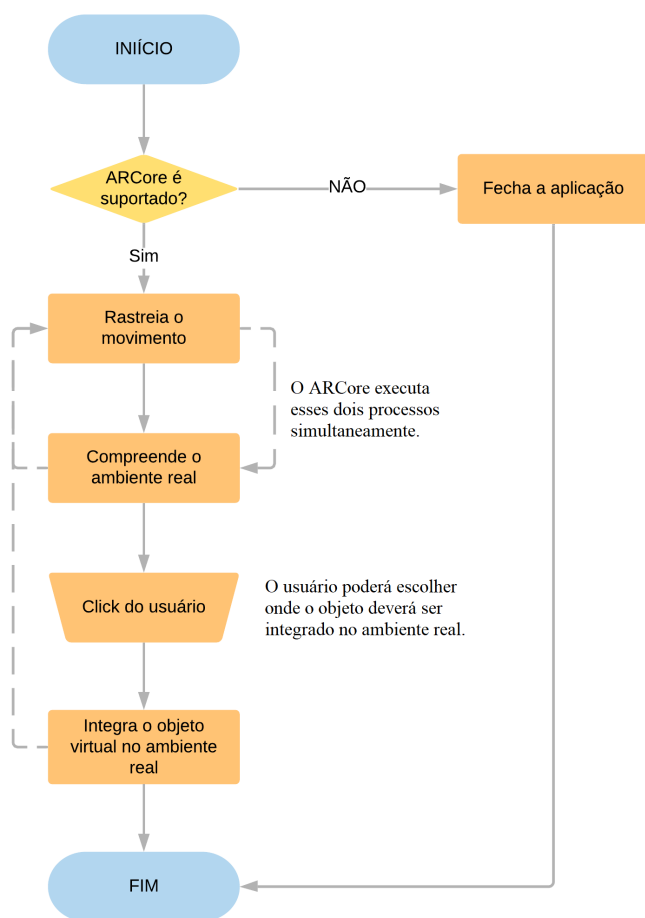 INIÍCIO
ARCore é
suportado?
NÃO
Fecha a aplicação
Sim
Rastreia o
movimento
O ARCore executa
esses dois processos
simultaneamente.
Compreende o
ambiente real
Click do usuário
O usuário poderá escolher
onde o objeto deverá ser
integrado no ambiente real.
Integra o objeto
virtual no ambiente
real
FIM